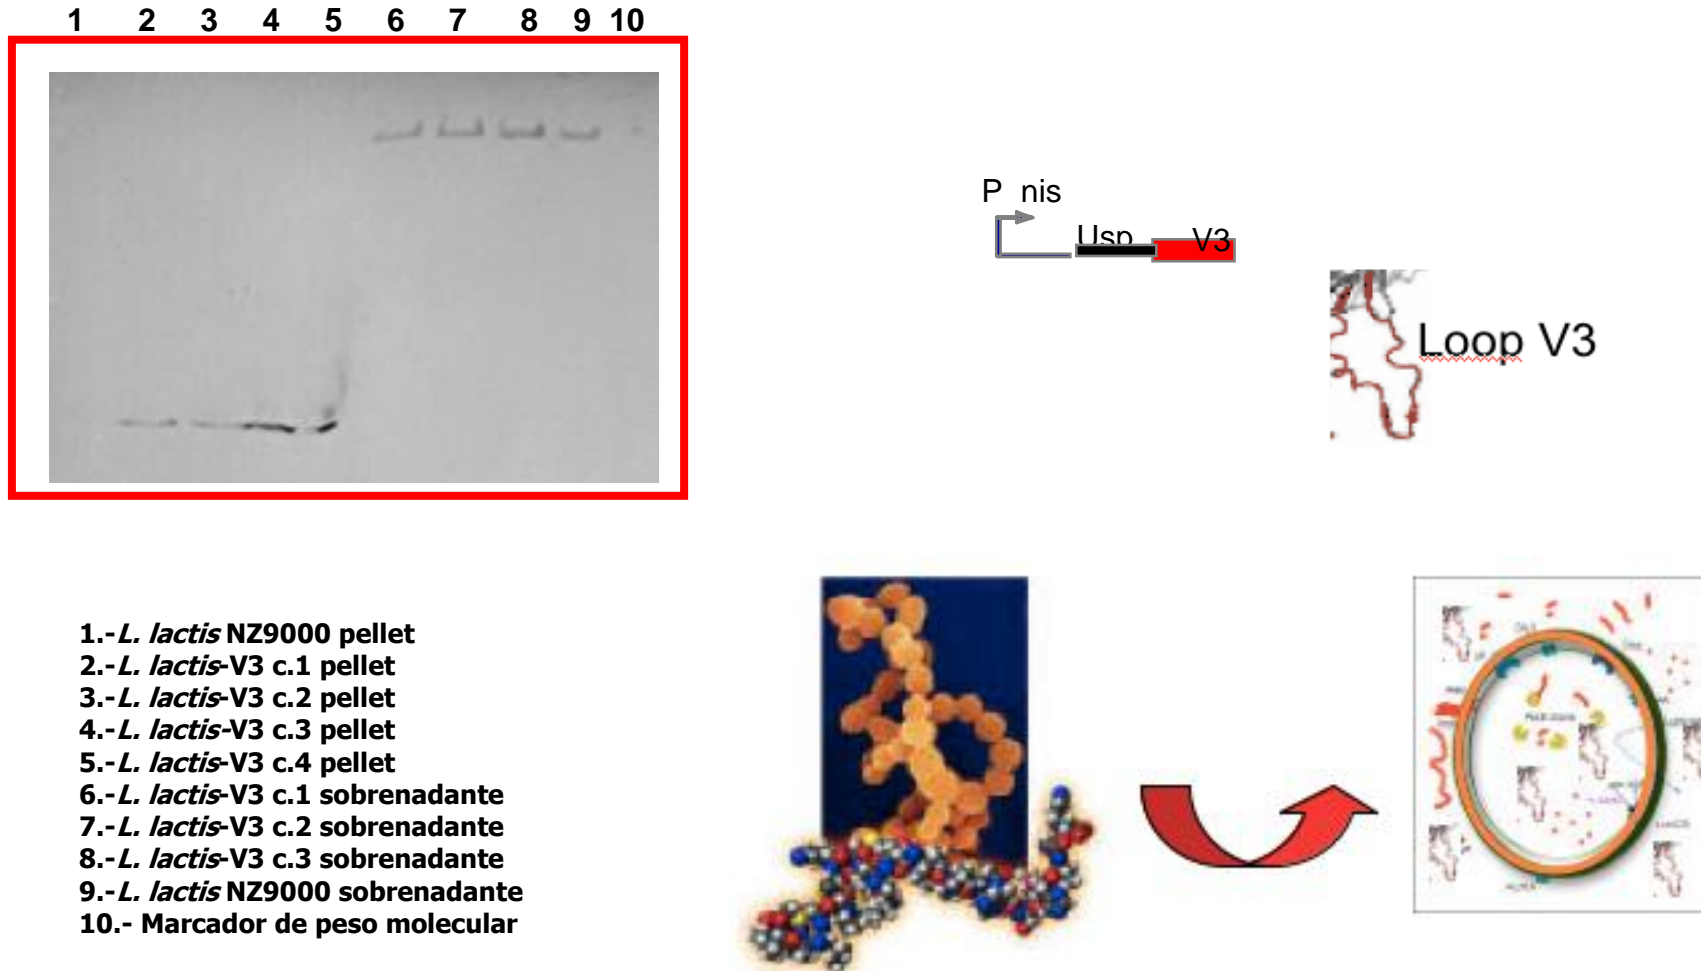 1 2 3 4 5 6 7 8 9 10
P nis
Usp V3
Loop V3
1.-L. lactis NZ9000 pellet
2.-L. lactis-V3 c.1 pellet
3.-L. lactis-V3 c.2 pellet
4.-L. lactis-V3 c.3 pellet
5.-L. lactis-V3 c.4 pellet
6.-L. lactis-V3 c.1 sobrenadante
7.-L. lactis-V3 c.2 sobrenadante
8.-L. lactis-V3 c.3 sobrenadante
9.-L. lactis NZ9000 sobrenadante
10.- Marcador de peso molecular